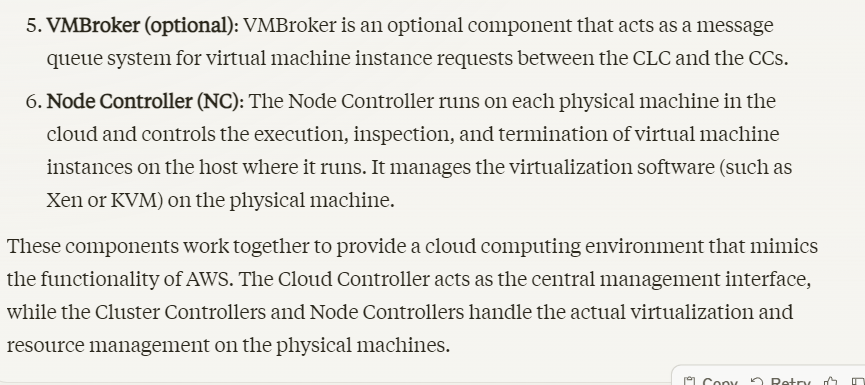 5. VMBroker (optional): VMBroker is an optional component that acts as a message
queue system for virtual machine instance requests between the CLC and the CCs.
6. Node Controller (NC): The Node Controller runs on each physical machine in the
cloud and controls the execution, inspection, and termination of virtual machine
instances on the host where it runs. It manages the virtualization software (such as
Xen or KVM) on the physical machine.
These components work together to provide a cloud computing environment that mimics
the functionality of AWS. The Cloud Controller acts as the central management interface,
while the Cluster Controllers and Node Controllers handle the actual virtualization and
resource management on the physical machines.
Copy Retry